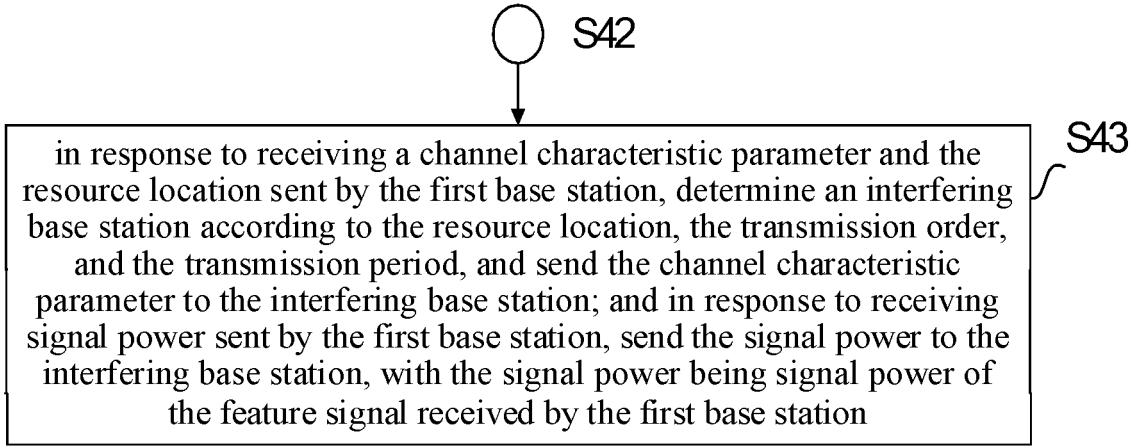 S42
S43
in response to receiving a channel characteristic parameter and the
resource location sent by the first base station, determine an interfering
base station according to the resource location, the transmission order,
and the transmission period, and send the channel characteristic
parameter to the interfering base station; and in response to receiving
signal power sent by the first base station, send the signal power to the
interfering base station, with the signal power being signal power of
the feature signal received by the first base station